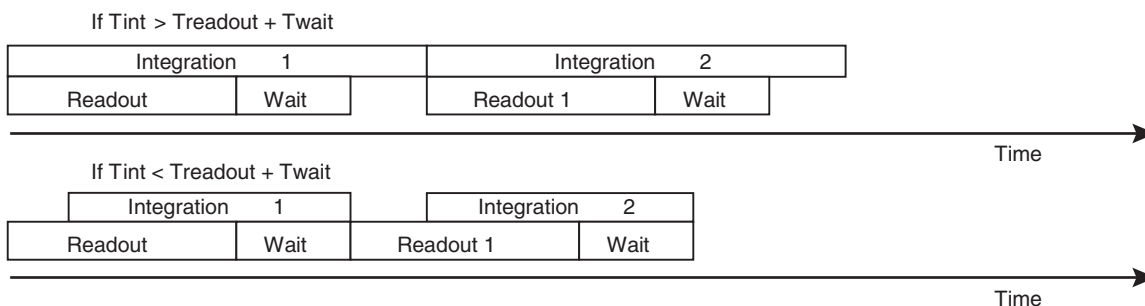 If Tint > Treadout + Twait
Integration 1 Integration 2
Readout Wait Readout 1 Wait
Time
If Tint < Treadout + Twait
Integration 1 Integration 2
Readout Wait Readout 1 Wait
Time